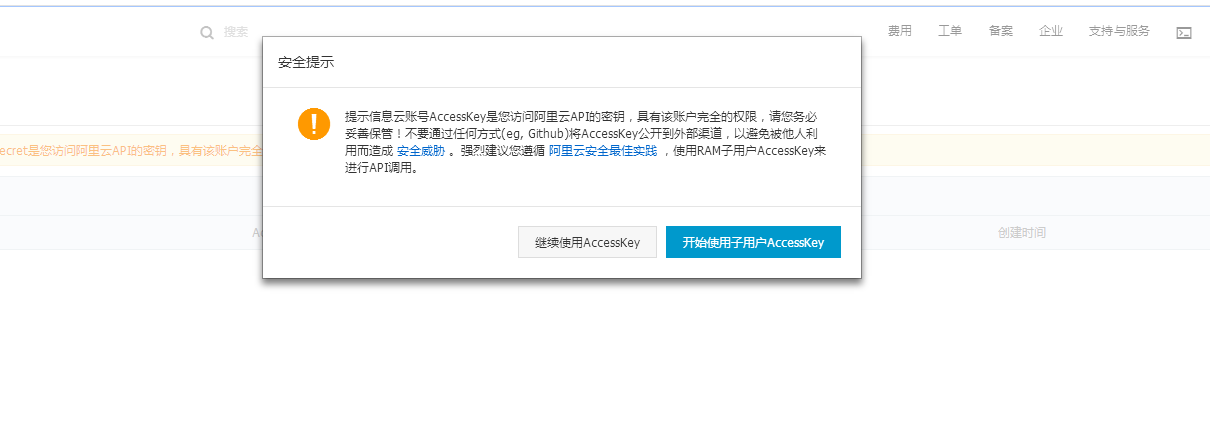 搜索
费用 工单 备案 企业 支持与服务
安全提示
提示信息云账号AccessKey是您访问阿里云API的密钥，具有该账户完全的权限，请您务必
妥善保管！不要通过任何方式(eg, Github)将AccessKey公开到外部渠道，以避免被他人利
用而造成 安全威胁 。强烈建议您遵循 阿里云安全最佳实践 ，使用RAM子用户AccessKey来
进行API调用。
ecret是您访问阿里云API的密钥，具有该账户完全
继续使用AccessKey 开始使用子用户AccessKey
创建时间